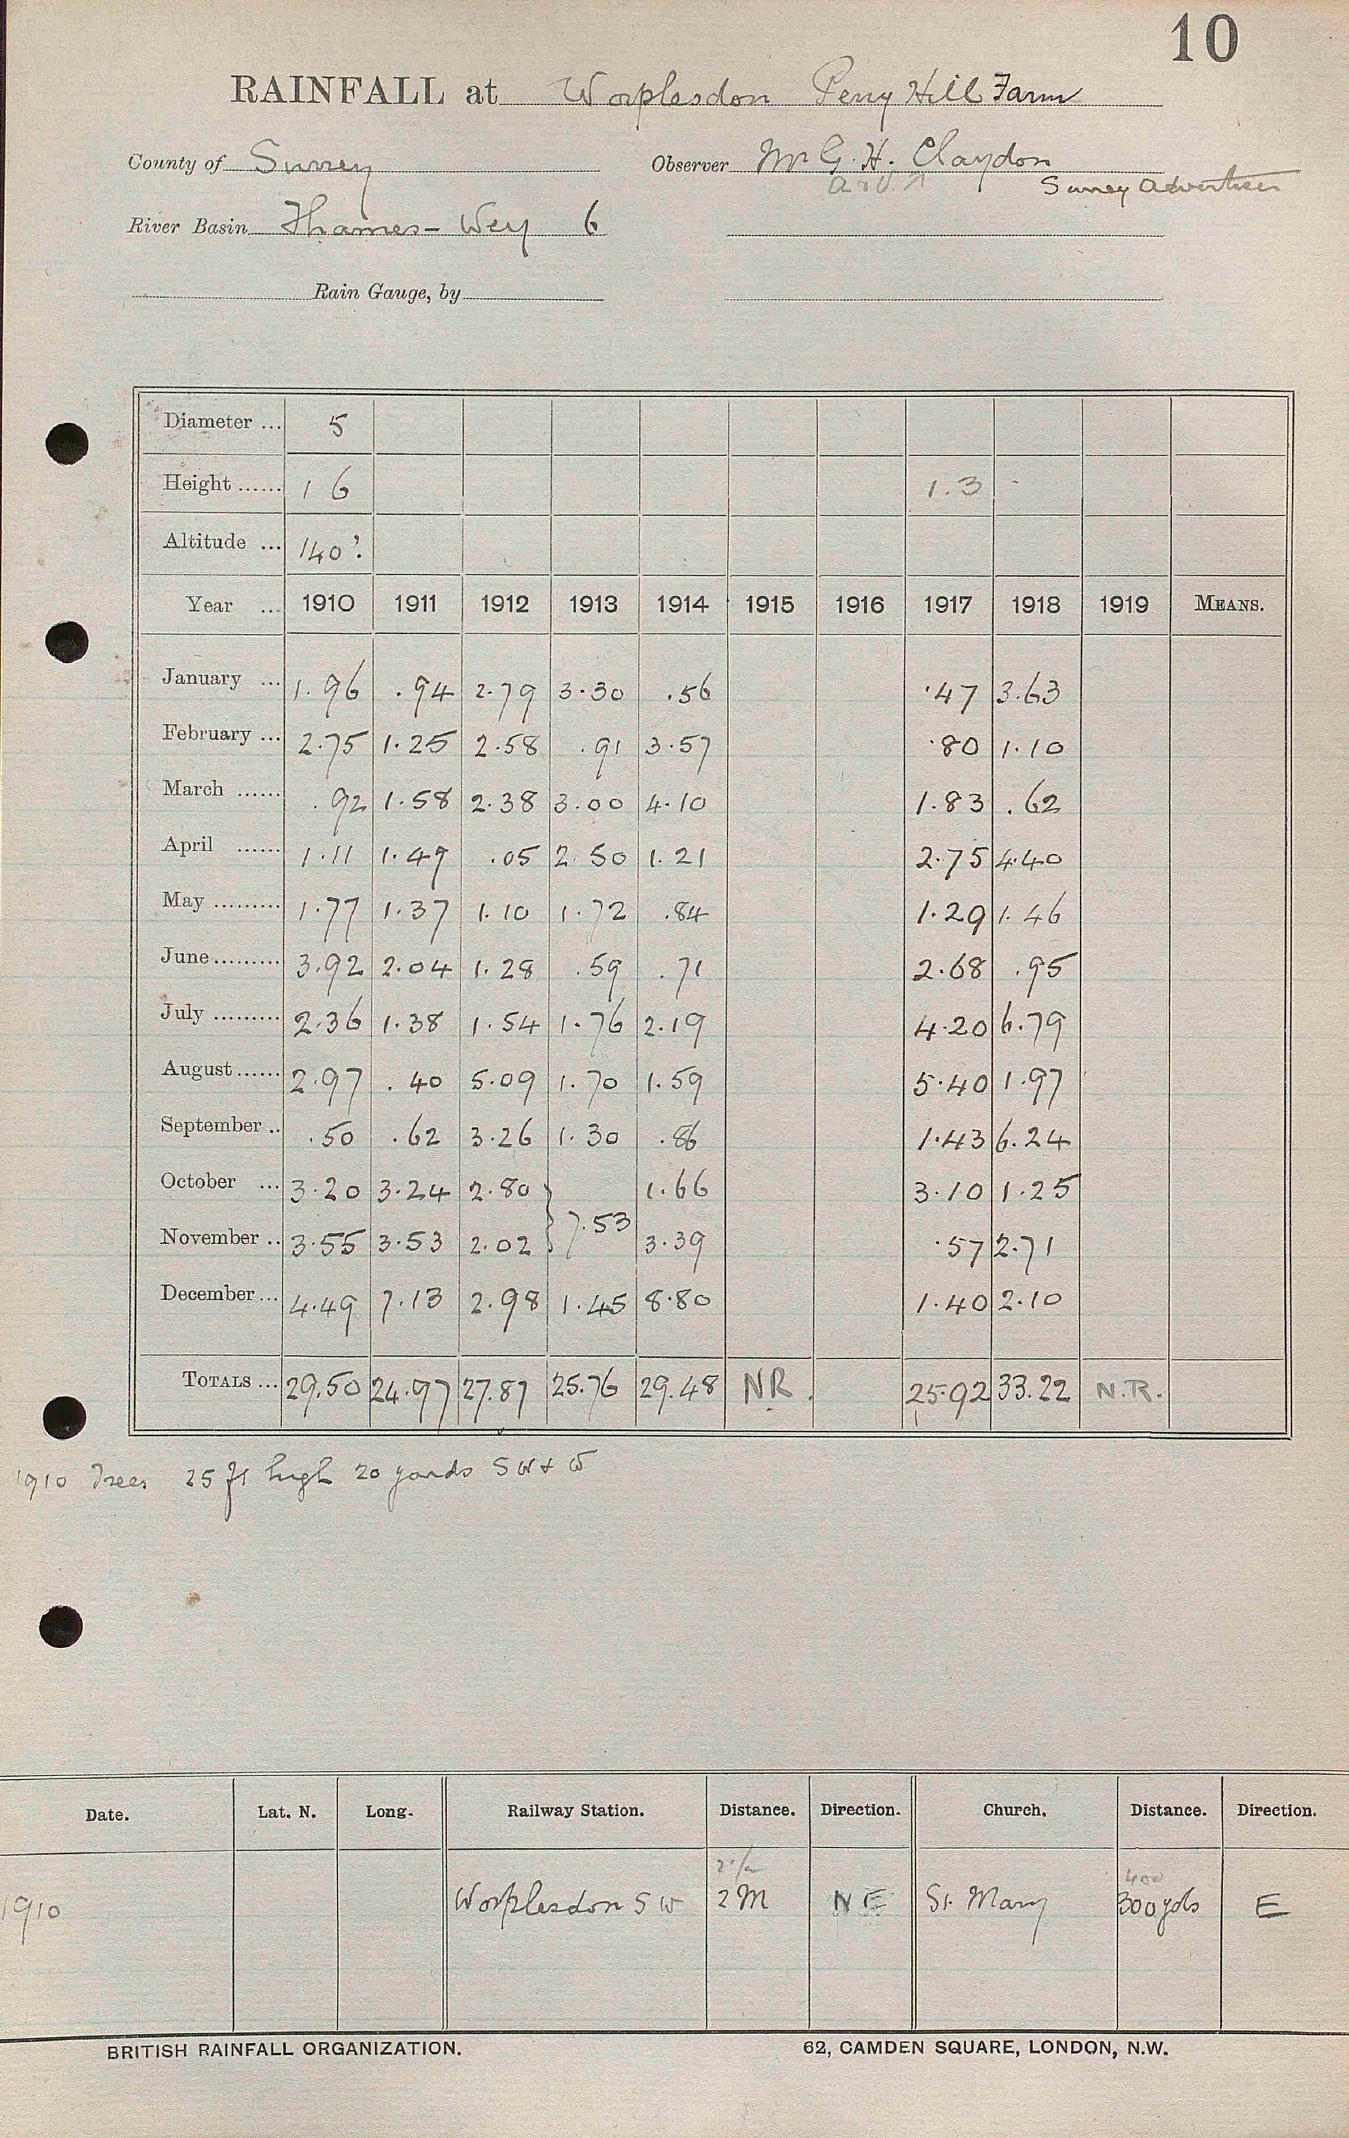 10
RAINFALL at Worplesdon Perry Hill Farm
County of Surrey Observer Mr G. H. Claydon
Surrey Advertiser
River Basin Thames - Wey 6
Rain Gauge, by
Diameter ... 5
Height ...... 1 6 1.3
Altitude ... 140'?
Year ... 1910 1911 1912 1913 1914 1915 1916 1917 1918 1919 MEANS.
January ... 1.96 .94 2.79 3.30 .56 .47 3.63
February ... 2.75 1.25 2.58 .91 3.57 .80 1.10
March ...... .92 1.58 2.38 3.00 4.10 1.83 .62
April ...... 1.11 1.49 .05 2.50 1.21 2.75 4.40
May ......... 1.77 1.37 1.10 1.72 .84 1.29 1.46
June ......... 3.92 2.04 1.28 .59 .71 2.68 .95
July ......... 2.36 1.38 1.54 1.76 2.19 4.20 6.79
August ...... 2.97 .40 5.09 1.70 1.59 5.40 1.97
September .. .50 .62 3.26 1.30 .86 1.43 6.24
October ... 3.20 3.24 2.80 1.66 3.10 1.25
} 7.53
November .. 3.55 3.53 2.02 3.39 .57 2.71
December ... 4.49 7.13 2.98 1.45 8.80 1.40 2.10
TOTALS ... 29.50 24.97 27.87 25.76 29.48 NR. 25.92 33.22 N.R.
1910 Trees 25 ft high 20 yards SW + W
Date. Lat. N. Long. Railway Station. Distance. Direction. Church. Distance. Direction.
400
1910 Worplesdon S W 2 M N E St. Mary 300 yds E
BRITISH RAINFALL ORGANIZATION. 62, CAMDEN SQUARE, LONDON, N.W.